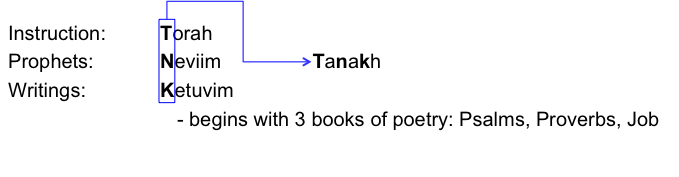 Instruction: Torah
Prophets: Neviim Tanakh
Writings: Ketuvim
- begins with 3 books of poetry: Psalms, Proverbs, Job